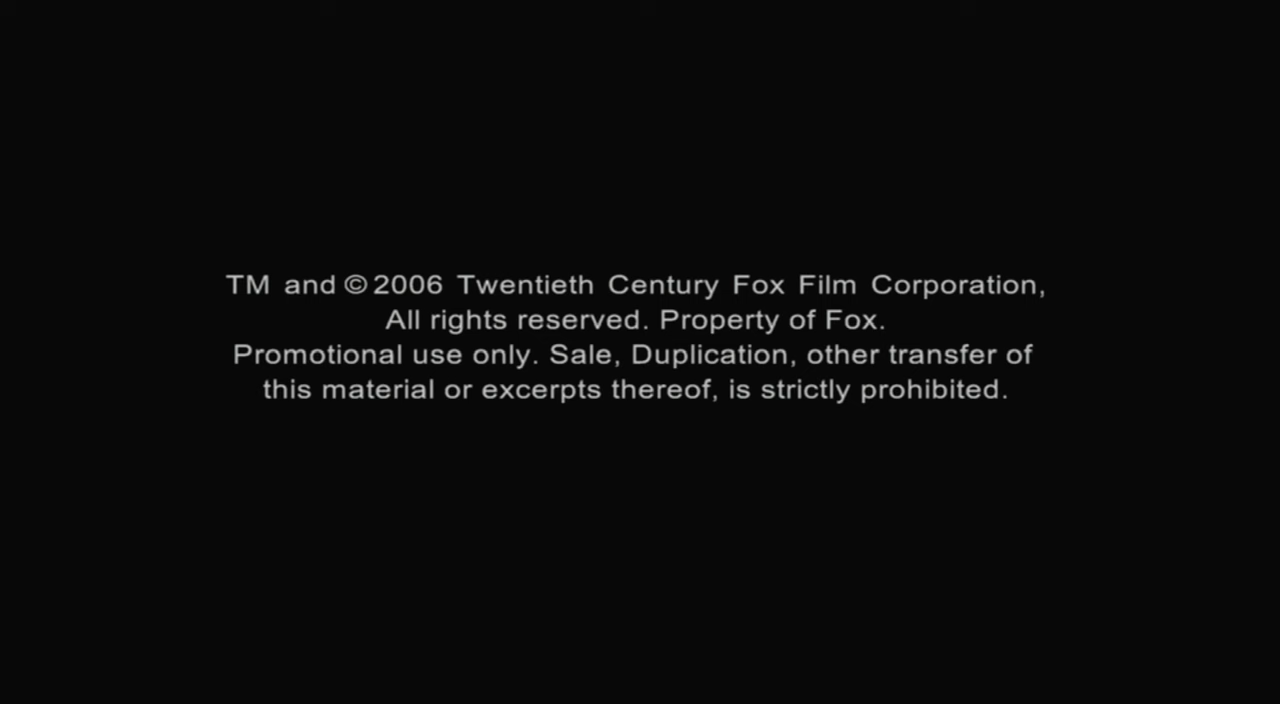 TM and © 2006 Twentieth Century Fox Film Corporation,
All rights reserved. Property of Fox.
Promotional use only. Sale, Duplication, other transfer of
this material or excerpts thereof, is strictly prohibited.